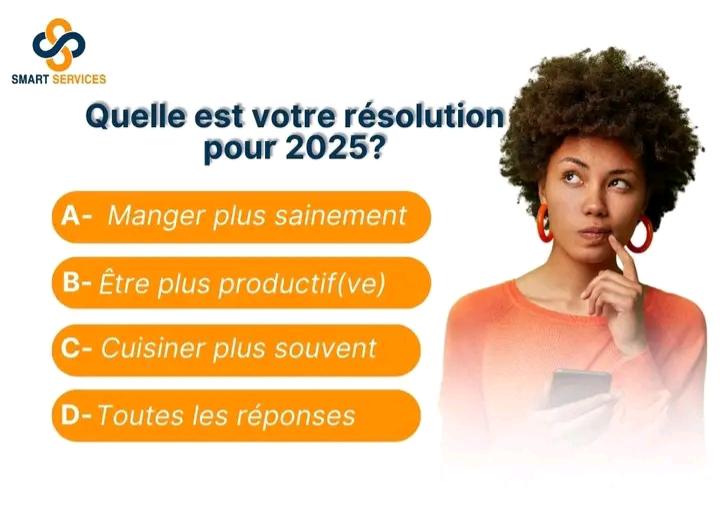 SMART SERVICES
Quelle est votre résolution
pour 2025?
A- Manger plus sainement
B- Être plus productif(ve)
C- Cuisiner plus souvent
D- Toutes les réponses